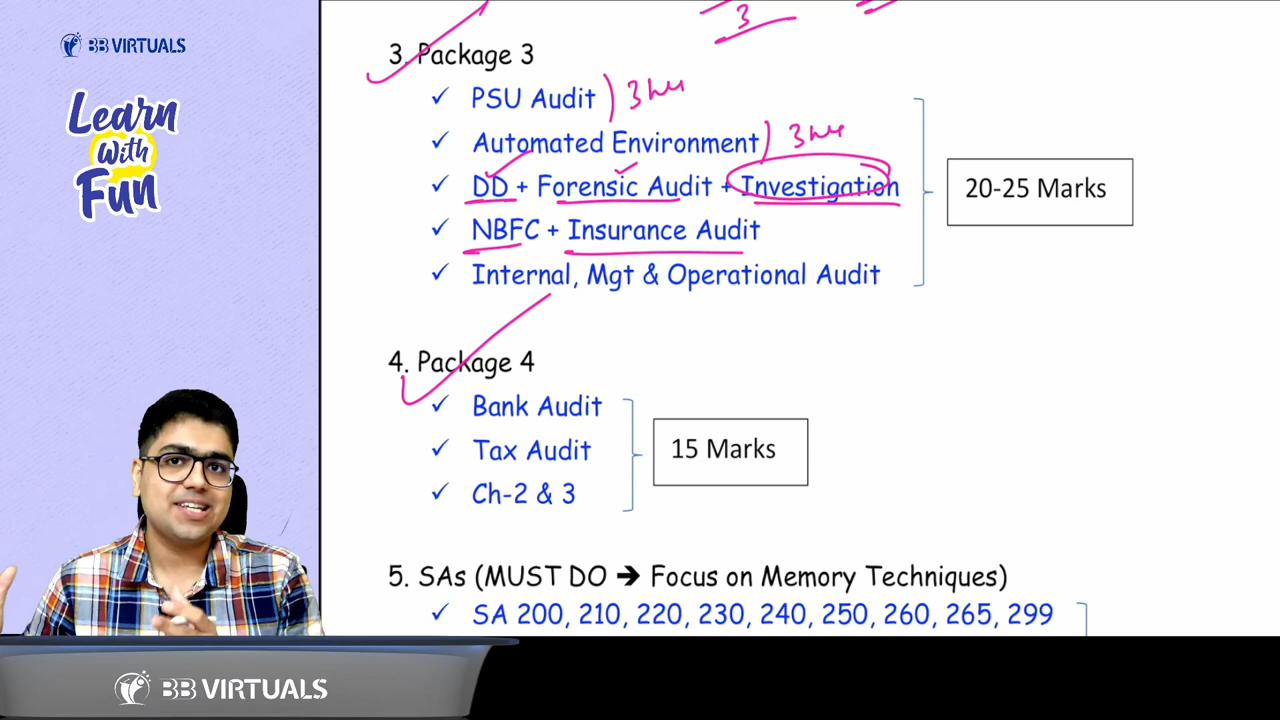 BB VIRTUALS
Learn
With
Fun
3
3. Package 3
✓ PSU Audit ) 3 hrs
✓ Automated Environment ) 3 hrs
✓ DD + Forensic Audit + Investigation
✓ NBFC + Insurance Audit
✓ Internal, Mgt & Operational Audit
20-25 Marks
4. Package 4
✓ Bank Audit
✓ Tax Audit
✓ Ch-2 & 3
15 Marks
5. SAs (MUST DO ➔ Focus on Memory Techniques)
✓ SA 200, 210, 220, 230, 240, 250, 260, 265, 299
BB VIRTUALS